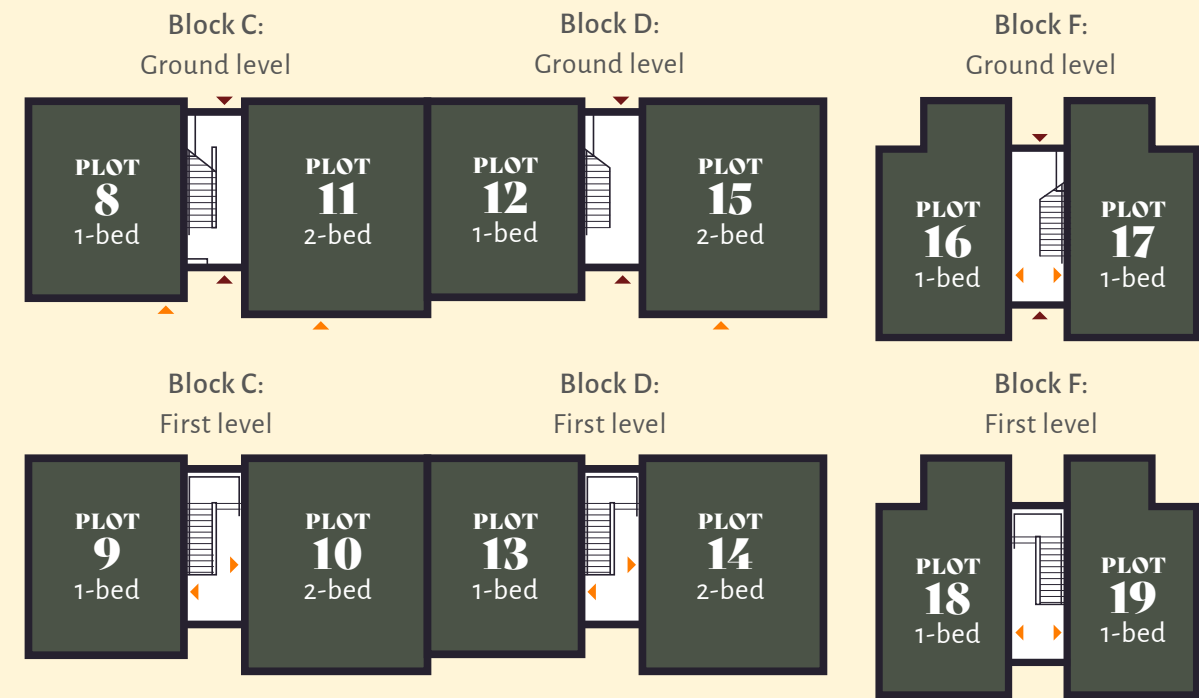 Block C:
Ground level
Block D:
Ground level
Block F:
Ground level
PLOT
8
1-bed
PLOT
11
2-bed
PLOT
12
1-bed
PLOT
15
2-bed
PLOT
16
1-bed
PLOT
17
1-bed
Block C:
First level
Block D:
First level
Block F:
First level
PLOT
9
1-bed
PLOT
10
2-bed
PLOT
13
1-bed
PLOT
14
2-bed
PLOT
18
1-bed
PLOT
19
1-bed